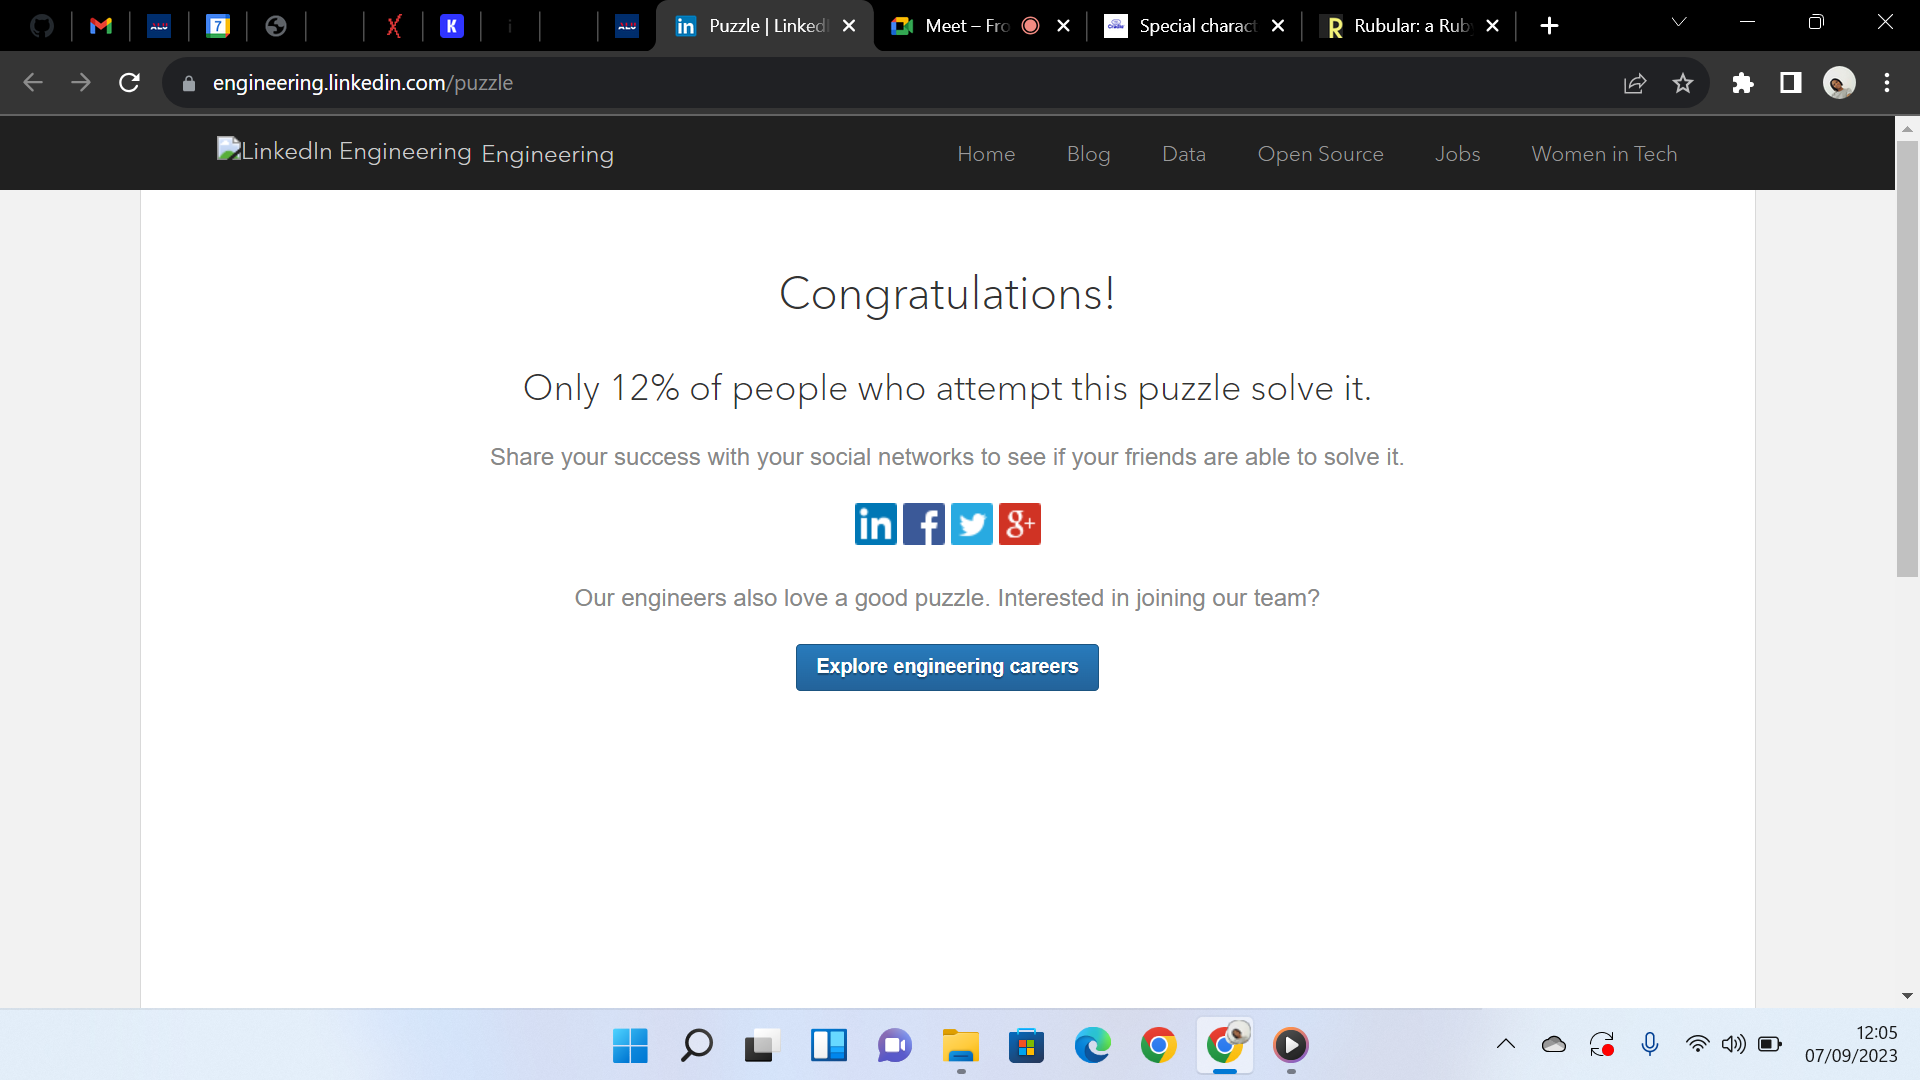 Puzzle | LinkedI
Meet – Fro
Special charact
Rubular: a Rub
engineering.linkedin.com/puzzle
LinkedIn Engineering Engineering
Home
Blog
Data
Open Source
Jobs
Women in Tech
Congratulations!
Only 12% of people who attempt this puzzle solve it.
Share your success with your social networks to see if your friends are able to solve it.
in f g+
Our engineers also love a good puzzle. Interested in joining our team?
Explore engineering careers
12:05
07/09/2023